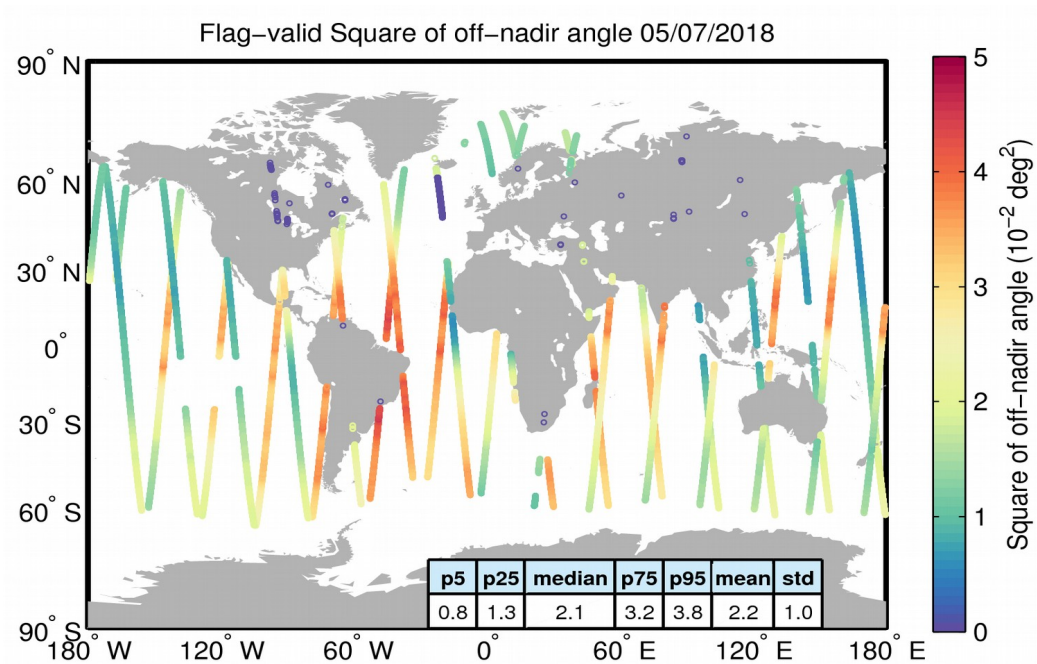 Flag-valid Square of off-nadir angle 05/07/2018
90° N
60° N
30° N
0°
30° S
60° S
90° S
180° W
120° W
60° W
0°
60° E
120° E
180° E
p5 p25 median p75 p95 mean std
0.8 1.3 2.1 3.2 3.8 2.2 1.0
5
4
3
2
1
0
Square of off-nadir angle (10⁻² deg²)